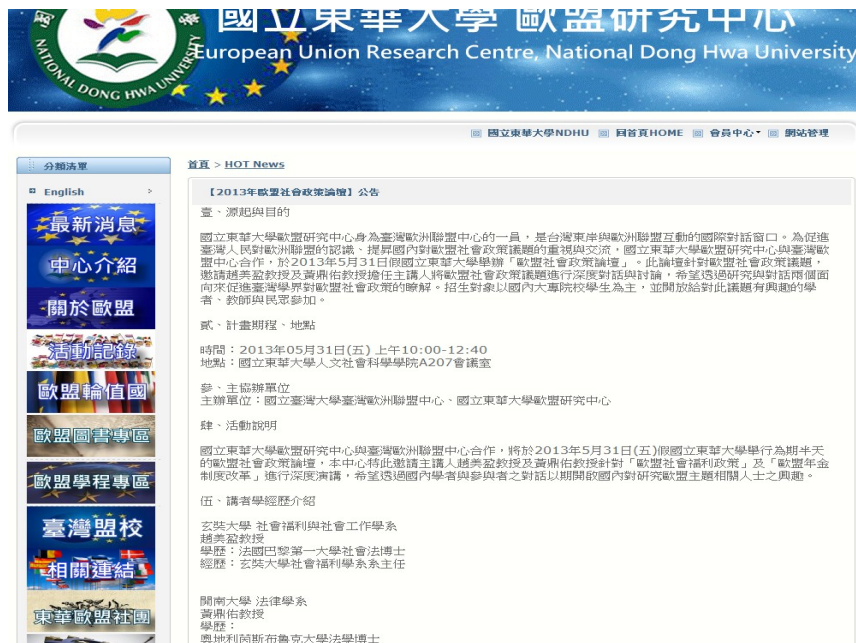 國立東華大學 歐盟研究中心
European Union Research Centre, National Dong Hwa University
NATIONAL DONG HWA UNIVERSITY
國立東華大學NDHU 回首頁HOME 會員中心 網站管理
分類清單
首頁 > HOT News
English
【2013年歐盟社會政策論壇】公告
最新消息
中心介紹
關於歐盟
活動記錄
歐盟輪值國
歐盟圖書專區
歐盟學程專區
臺灣盟校
相關連結
東華歐盟社團
壹、源起與目的
國立東華大學歐盟研究中心身為臺灣歐洲聯盟中心的一員，是台灣東岸與歐洲聯盟互動的國際對話窗口。為促進
臺灣人民對歐洲聯盟的認識、提昇國內對歐盟社會政策議題的重視與交流，國立東華大學歐盟研究中心與臺灣歐
盟中心合作，於2013年5月31日假國立東華大學舉辦「歐盟社會政策論壇」。此論壇針對歐盟社會政策議題，
邀請趙美盈教授及黃鼎佑教授擔任主講人將歐盟社會政策議題進行深度對話與討論，希望透過研究與對話兩個面
向來促進臺灣學界對歐盟社會政策的瞭解。招生對象以國內大專院校學生為主，並開放給對此議題有興趣的學
者、教師與民眾參加。
貳、計畫期程、地點
時間：2013年05月31日(五) 上午10:00-12:40
地點：國立東華大學人文社會科學學院A207會議室
參、主協辦單位
主辦單位：國立臺灣大學臺灣歐洲聯盟中心、國立東華大學歐盟研究中心
肆、活動說明
國立東華大學歐盟研究中心與臺灣歐洲聯盟中心合作，將於2013年5月31日(五)假國立東華大學舉行為期半天
的歐盟社會政策論壇，本中心特此邀請主講人趙美盈教授及黃鼎佑教授針對「歐盟社會福利政策」及「歐盟年金
制度改革」進行深度演講，希望透過國內學者與參與者之對話以期開啟國內對研究歐盟主題相關人士之興趣。
伍、講者學經歷介紹
玄奘大學 社會福利與社會工作學系
趙美盈教授
學歷：法國巴黎第一大學社會法博士
經歷：玄奘大學社會福利學系系主任
開南大學 法律學系
黃鼎佑教授
學歷：
奧地利茵斯布魯克大學法學博士